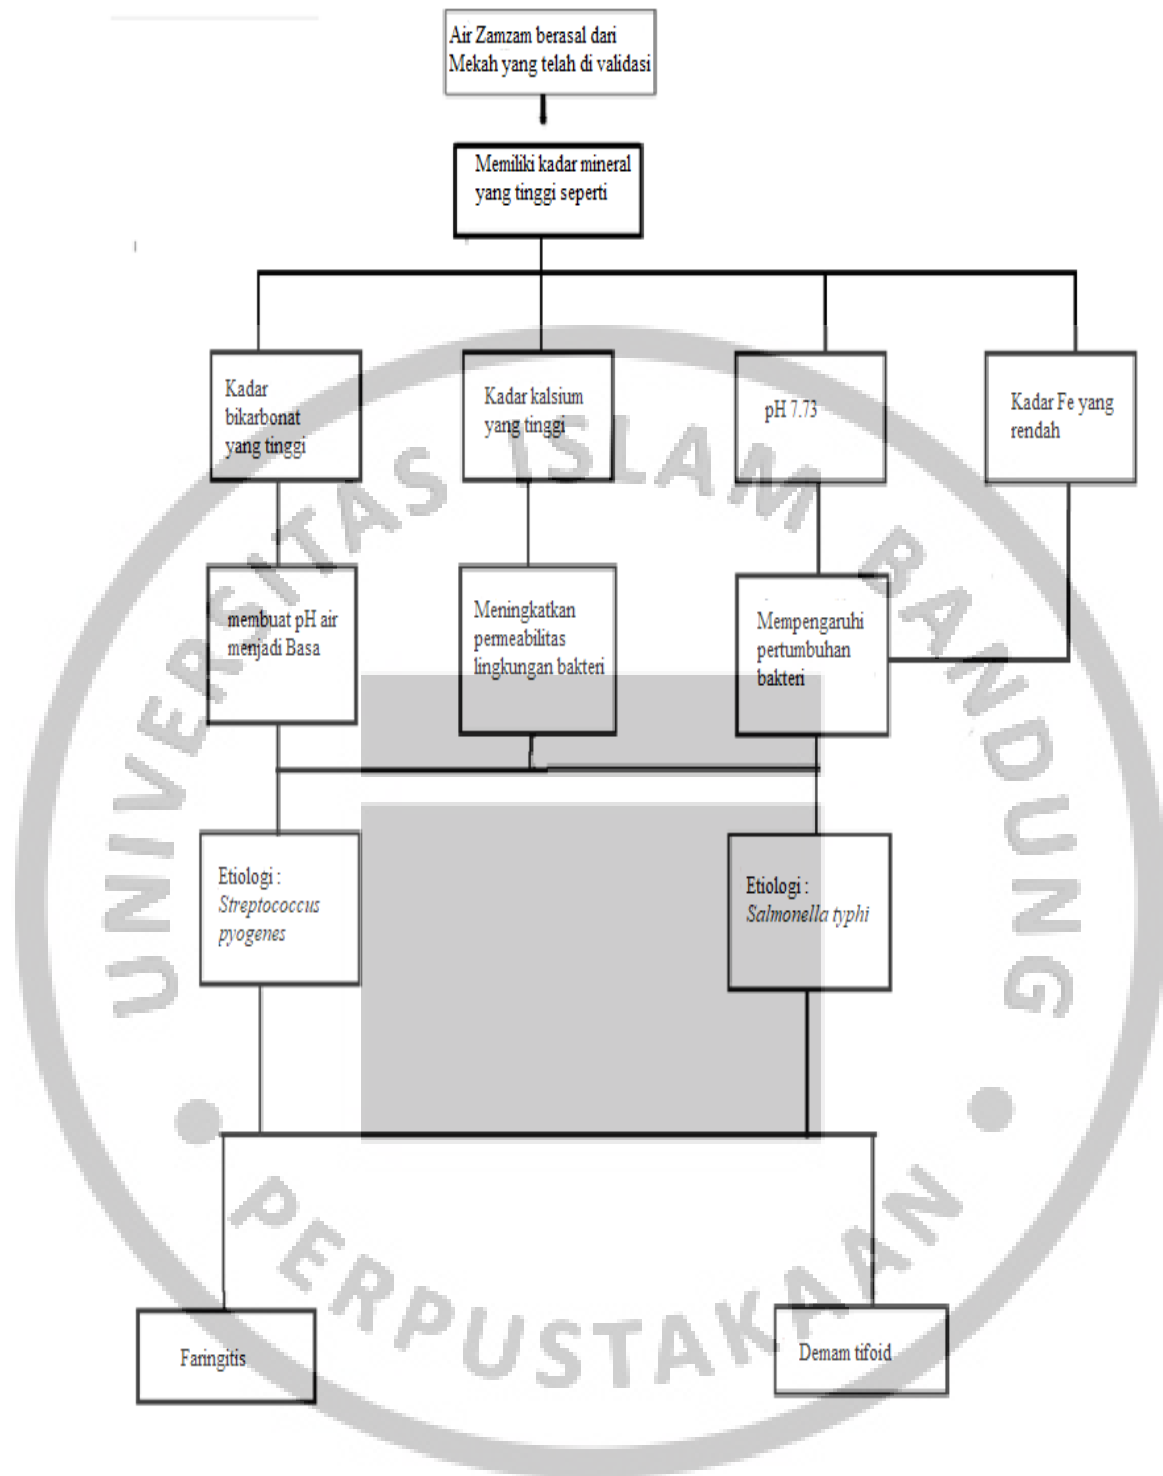 Air Zamzam berasal dari
Mekah yang telah di validasi
Memiliki kadar mineral
yang tinggi seperti
Kadar
bikarbonat
yang tinggi
Kadar kalsium
yang tinggi
pH 7.73
Kadar Fe yang
rendah
membuat pH air
menjadi Basa
Meningkatkan
permeabilitas
lingkungan bakteri
Mempengaruhi
pertumbuhan
bakteri
Etiologi :
Streptococcus
pyogenes
Etiologi :
Salmonella typhi
Faringitis
Demam tifoid
UNIVERSITAS ISLAM BANDUNG
PERPUSTAKAAN